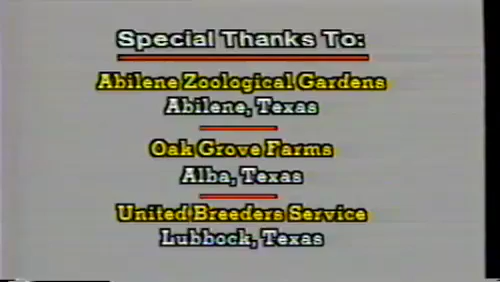 Special Thanks To:
Abilene Zoological Gardens
Abilene, Texas
Oak Grove Farms
Alba, Texas
United Breeders Service
Lubbock, Texas